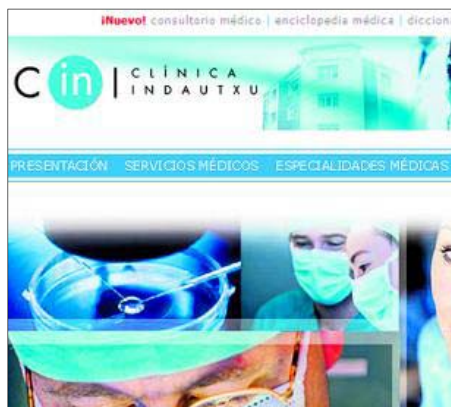 ¡Nuevo! consultorio médico | enciclopedia médica | diccion
C in | CLÍNICA
INDAUTXU
PRESENTACIÓN SERVICIOS MÉDICOS ESPECIALIDADES MÉDICAS